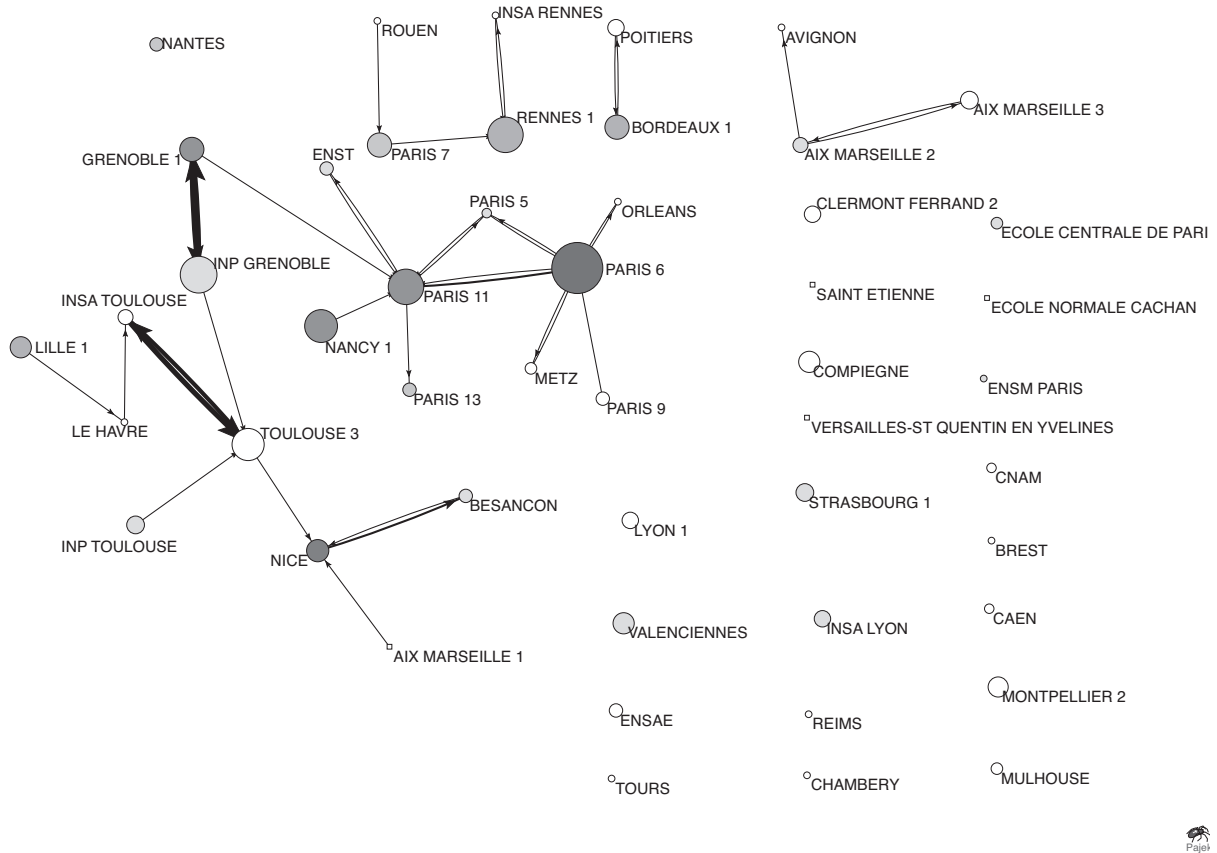 INSA RENNES
ROUEN
POITIERS
AVIGNON
NANTES
AIX MARSEILLE 3
RENNES 1
BORDEAUX 1
ENST
PARIS 7
AIX MARSEILLE 2
GRENOBLE 1
PARIS 5
ORLEANS
CLERMONT FERRAND 2
ECOLE CENTRALE DE PARI
INP GRENOBLE
PARIS 6
PARIS 11
SAINT ETIENNE
INSA TOULOUSE
ECOLE NORMALE CACHAN
LILLE 1
NANCY 1
COMPIEGNE
METZ
ENSM PARIS
PARIS 13
PARIS 9
LE HAVRE
TOULOUSE 3
VERSAILLES-ST QUENTIN EN YVELINES
CNAM
BESANCON
STRASBOURG 1
LYON 1
INP TOULOUSE
BREST
NICE
CAEN
VALENCIENNES
INSA LYON
AIX MARSEILLE 1
MONTPELLIER 2
ENSAE
REIMS
MULHOUSE
TOURS
CHAMBERY
Pajek